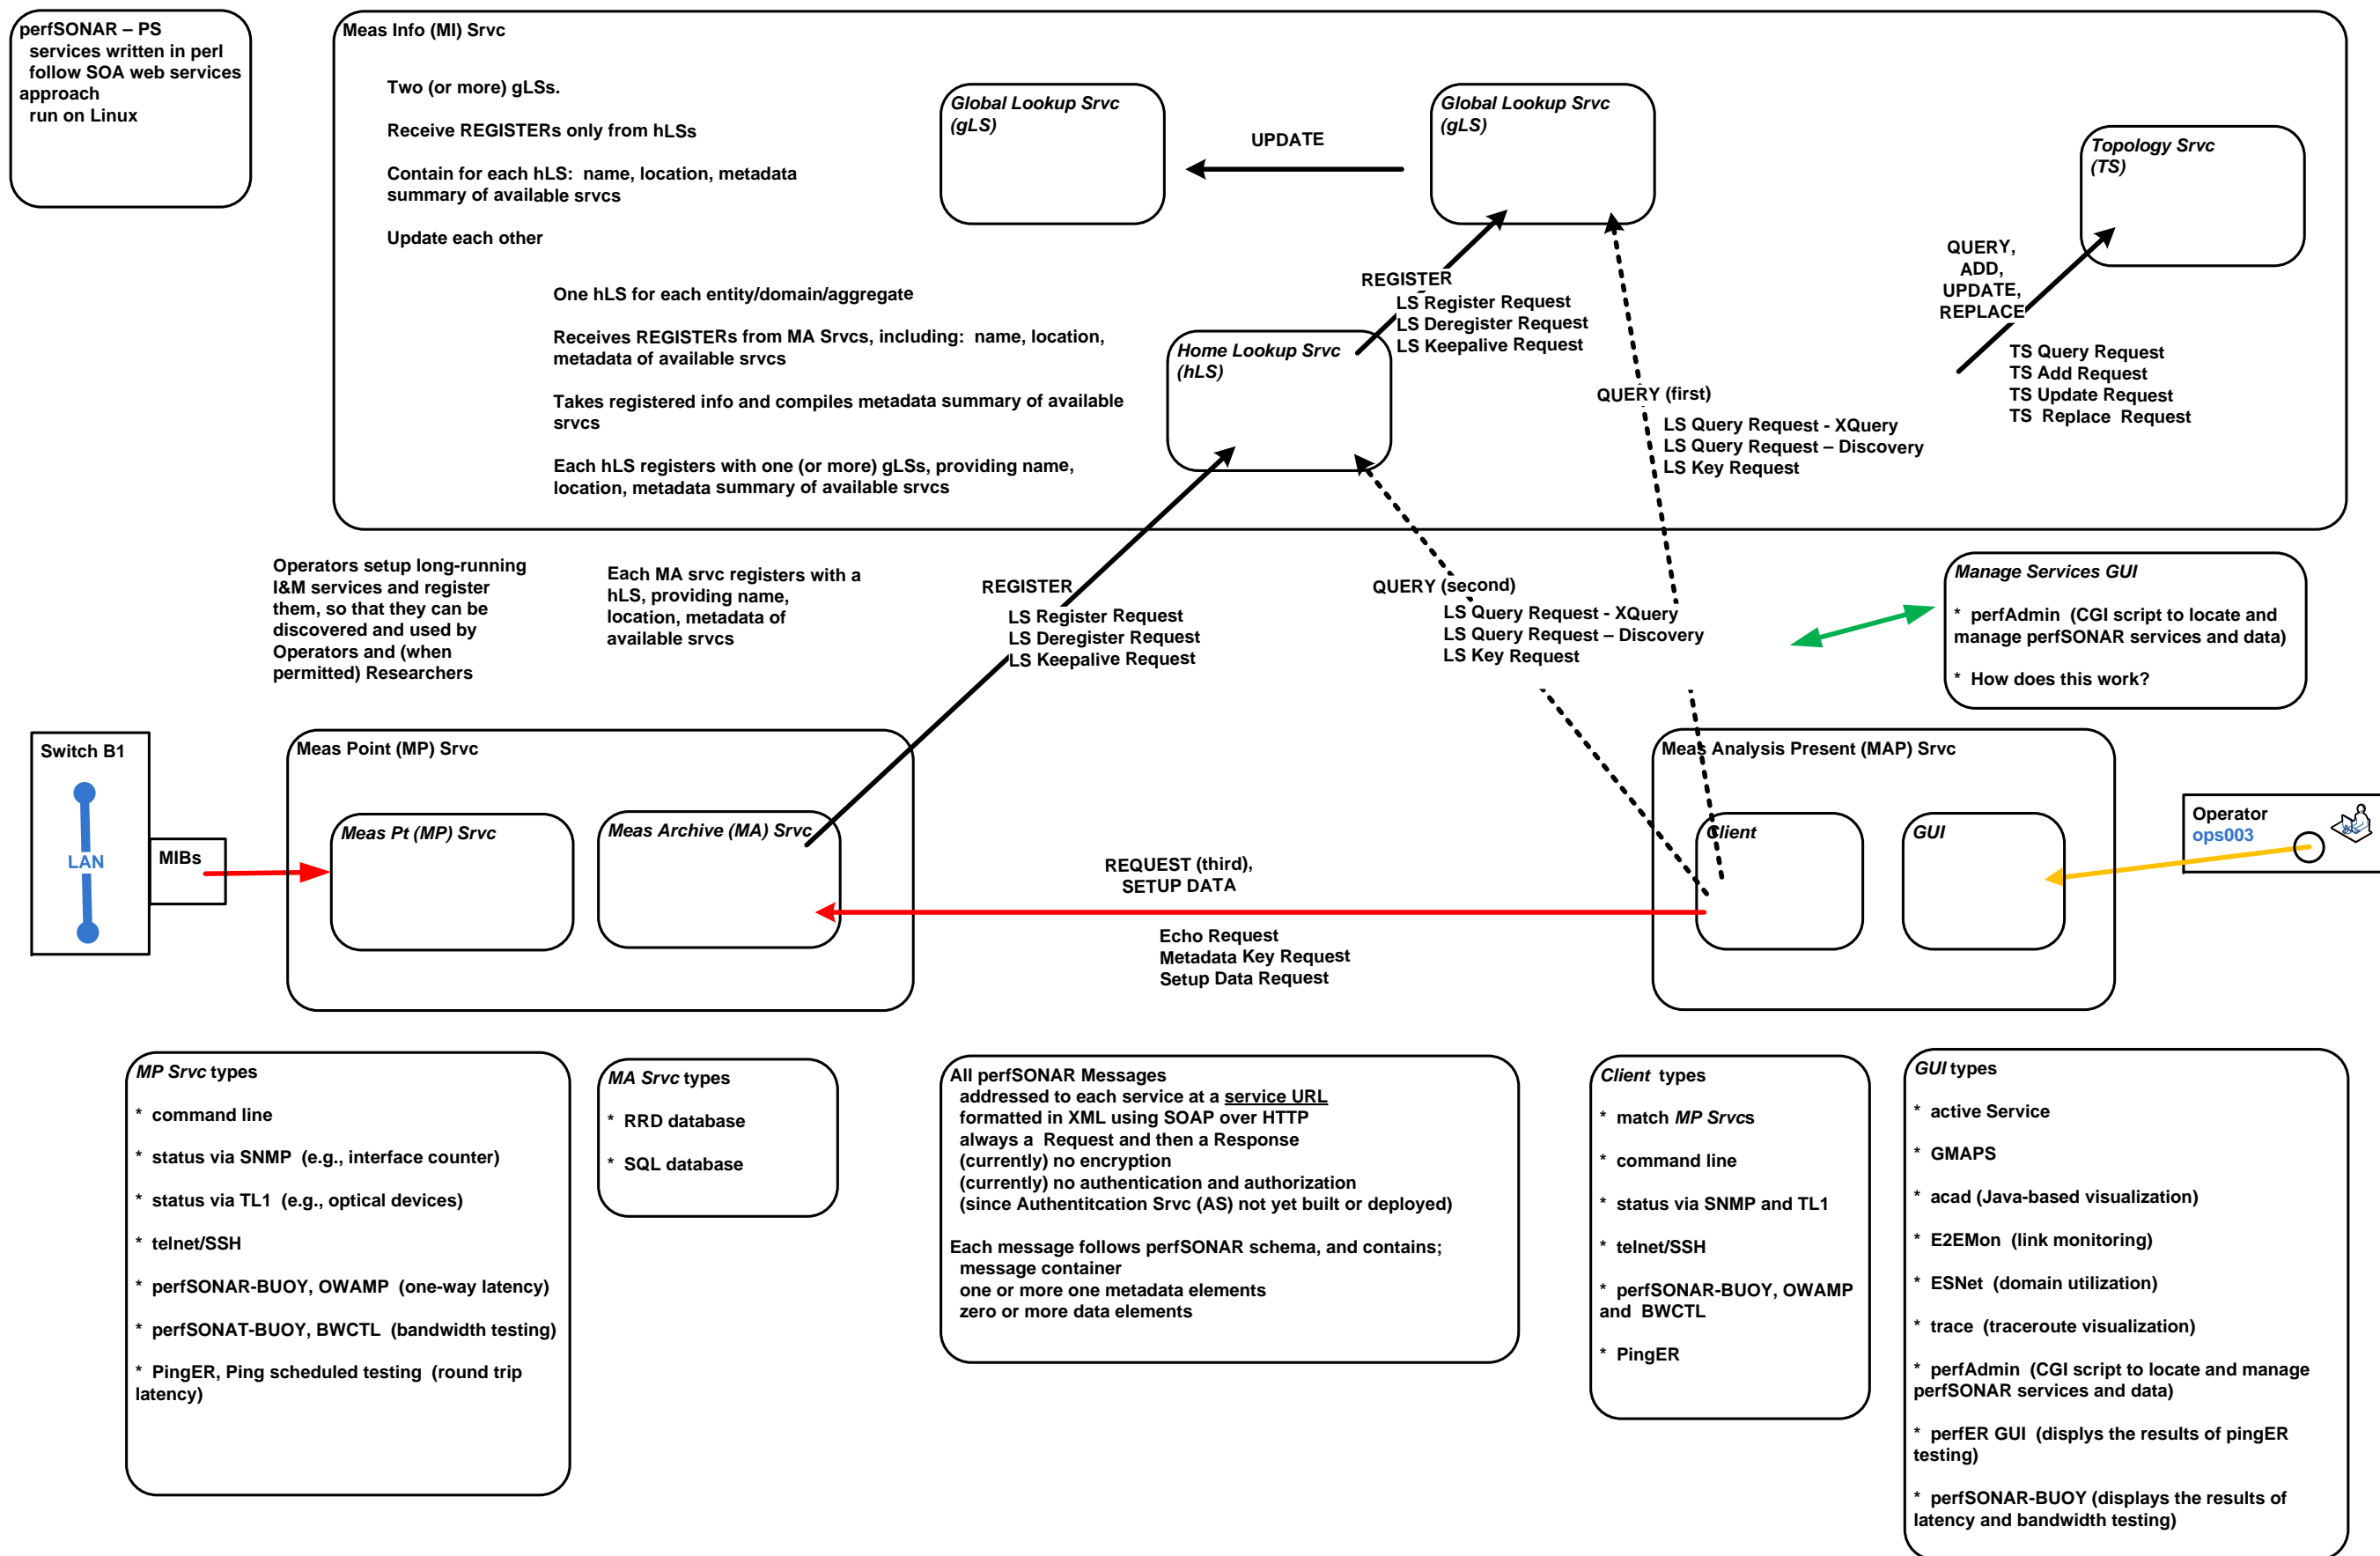 perfSONAR – PS
services written in perl
follow SOA web services
approach
run on Linux
Meas Info (MI) Srvc
Two (or more) gLSs.
Receive REGISTERs only from hLSs
Contain for each hLS:  name, location, metadata
summary of available srvcs
Update each other
Global Lookup Srvc
(gLS)
UPDATE
Global Lookup Srvc
(gLS)
Topology Srvc
(TS)
One hLS for each entity/domain/aggregate
Receives REGISTERs from MA Srvcs, including:  name, location,
metadata of available srvcs
Takes registered info and compiles metadata summary of available
srvcs
Each hLS registers with one (or more) gLSs, providing name,
location, metadata summary of available srvcs
Home Lookup Srvc
(hLS)
REGISTER
LS Register Request
LS Deregister Request
LS Keepalive Request
QUERY (first)
LS Query Request - XQuery
LS Query Request – Discovery
LS Key Request
QUERY,
ADD,
UPDATE,
REPLACE
TS Query Request
TS Add Request
TS Update Request
TS  Replace  Request
Operators setup long-running
I&M services and register
them, so that they can be
discovered and used by
Operators and (when
permitted) Researchers
Each MA srvc registers with a
hLS, providing name,
location, metadata of
available srvcs
REGISTER
LS Register Request
LS Deregister Request
LS Keepalive Request
QUERY (second)
LS Query Request - XQuery
LS Query Request – Discovery
LS Key Request
Manage Services GUI
*  perfAdmin  (CGI script to locate and
manage perfSONAR services and data)
*  How does this work?
Switch B1
LAN
MIBs
Meas Point (MP) Srvc
Meas Pt (MP) Srvc
Meas Archive (MA) Srvc
REQUEST (third),
SETUP DATA
Echo Request
Metadata Key Request
Setup Data Request
Meas Analysis Present (MAP) Srvc
Client
GUI
Operator
ops003
MP Srvc types
*  command line
*  status via SNMP  (e.g., interface counter)
*  status via TL1  (e.g., optical devices)
*  telnet/SSH
*  perfSONAR-BUOY, OWAMP  (one-way latency)
*  perfSONAT-BUOY, BWCTL  (bandwidth testing)
*  PingER, Ping scheduled testing  (round trip
latency)
MA Srvc types
*  RRD database
*  SQL database
All perfSONAR Messages
addressed to each service at a service URL
formatted in XML using SOAP over HTTP
always a  Request and then a Response
(currently) no encryption
(currently) no authentication and authorization
(since Authentitcation Srvc (AS) not yet built or deployed)
Each message follows perfSONAR schema, and contains;
message container
one or more one metadata elements
zero or more data elements
Client  types
*  match MP Srvcs
*  command line
*  status via SNMP and TL1
*  telnet/SSH
*  perfSONAR-BUOY, OWAMP
and  BWCTL
*  PingER
GUI types
*  active Service
*  GMAPS
*  acad (Java-based visualization)
*  E2EMon  (link monitoring)
*  ESNet  (domain utilization)
*  trace  (traceroute visualization)
*  perfAdmin  (CGI script to locate and manage
perfSONAR services and data)
*  perfER GUI  (displys the results of pingER
testing)
*  perfSONAR-BUOY (displays the results of
latency and bandwidth testing)